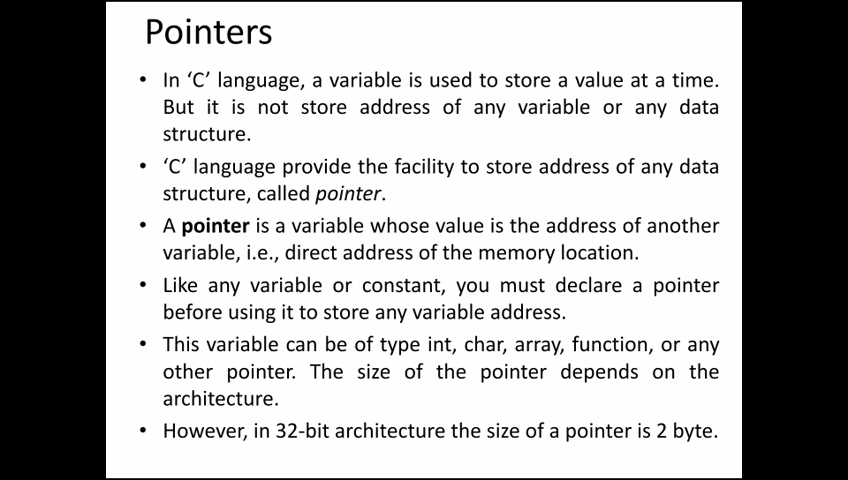 Pointers
• In ‘C’ language, a variable is used to store a value at a time.
But it is not store address of any variable or any data
structure.
• ‘C’ language provide the facility to store address of any data
structure, called pointer.
• A pointer is a variable whose value is the address of another
variable, i.e., direct address of the memory location.
• Like any variable or constant, you must declare a pointer
before using it to store any variable address.
• This variable can be of type int, char, array, function, or any
other pointer. The size of the pointer depends on the
architecture.
• However, in 32-bit architecture the size of a pointer is 2 byte.